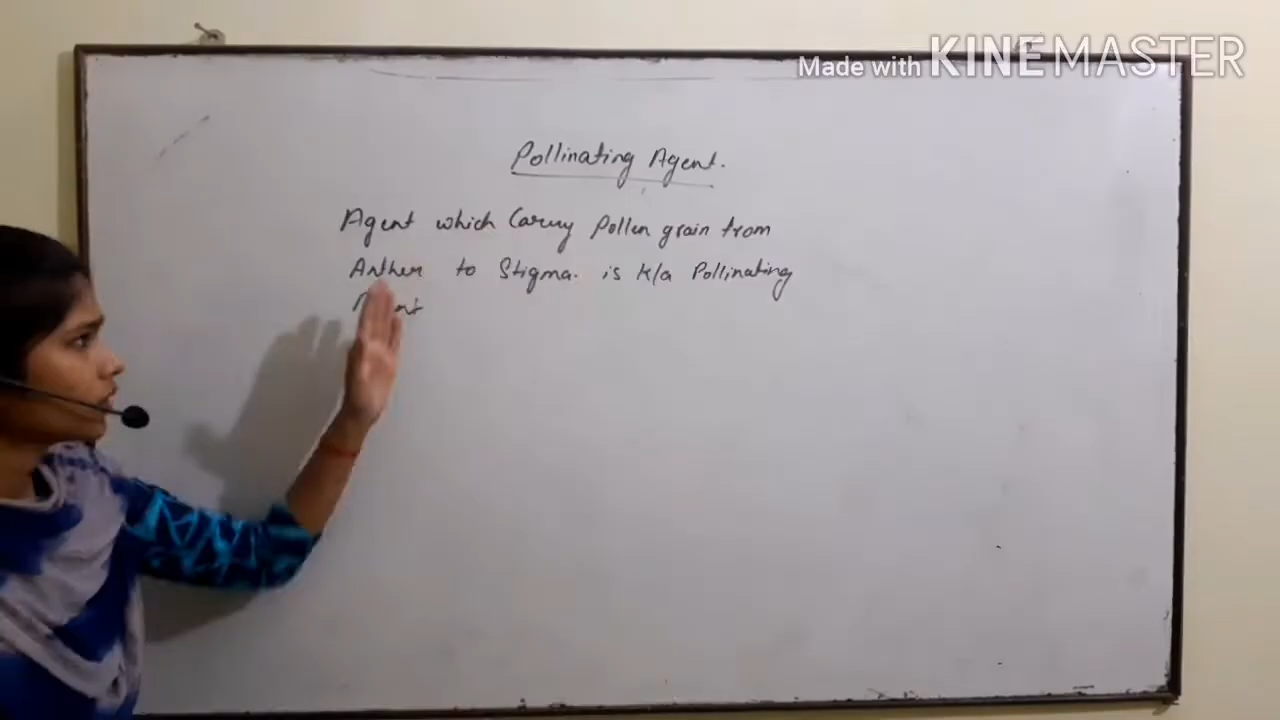 Made with KINEMASTER
Pollinating Agent.
Agent which Carry Pollen grain from
Anther to Stigma. is k/a Pollinating